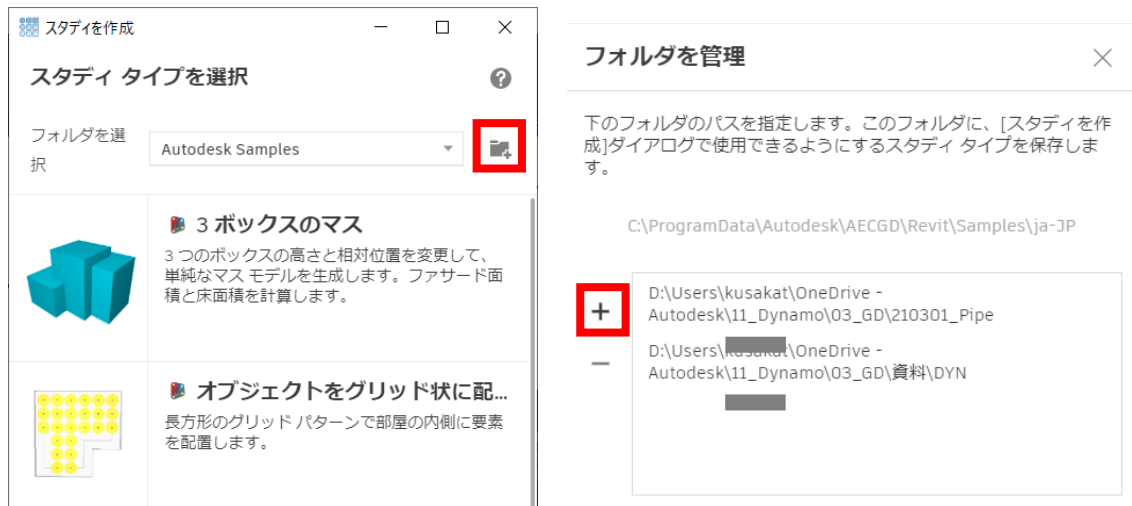 スタディを作成
スタディ タイプを選択
フォルダを選
択
Autodesk Samples
3 ボックスのマス
3 つのボックスの高さと相対位置を変更して、
単純なマス モデルを生成します。ファサード面
積と床面積を計算します。
オブジェクトをグリッド状に配...
長方形のグリッド パターンで部屋の内側に要素
を配置します。
フォルダを管理
下のフォルダのパスを指定します。このフォルダに、[スタディを作
成]ダイアログで使用できるようにするスタディ タイプを保存しま
す。
C:\ProgramData\Autodesk\AECGD\Revit\Samples\ja-JP
D:\Users\kusakat\OneDrive -
Autodesk\11_Dynamo\03_GD\210301_Pipe
D:\Users\ \OneDrive -
Autodesk\11_Dynamo\03_GD\資料\DYN